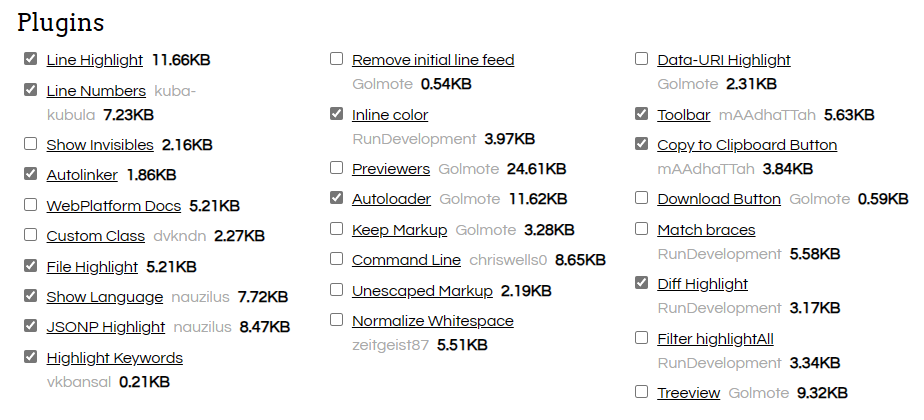 Plugins
Line Highlight 11.66KB
Line Numbers kuba-
kubula 7.23KB
Show Invisibles 2.16KB
Autolinker 1.86KB
WebPlatform Docs 5.21KB
Custom Class dvkndn 2.27KB
File Highlight 5.21KB
Show Language nauzilus 7.72KB
JSONP Highlight nauzilus 8.47KB
Highlight Keywords
vkbansal 0.21KB
Remove initial line feed
Golmote 0.54KB
Inline color
RunDevelopment 3.97KB
Previewers Golmote 24.61KB
Autoloader Golmote 11.62KB
Keep Markup Golmote 3.28KB
Command Line chriswells0 8.65KB
Unescaped Markup 2.19KB
Normalize Whitespace
zeitgeist87 5.51KB
Data-URI Highlight
Golmote 2.31KB
Toolbar mAAdhaTTah 5.63KB
Copy to Clipboard Button
mAAdhaTTah 3.84KB
Download Button Golmote 0.59KB
Match braces
RunDevelopment 5.58KB
Diff Highlight
RunDevelopment 3.17KB
Filter highlightAll
RunDevelopment 3.34KB
Treeview Golmote 9.32KB